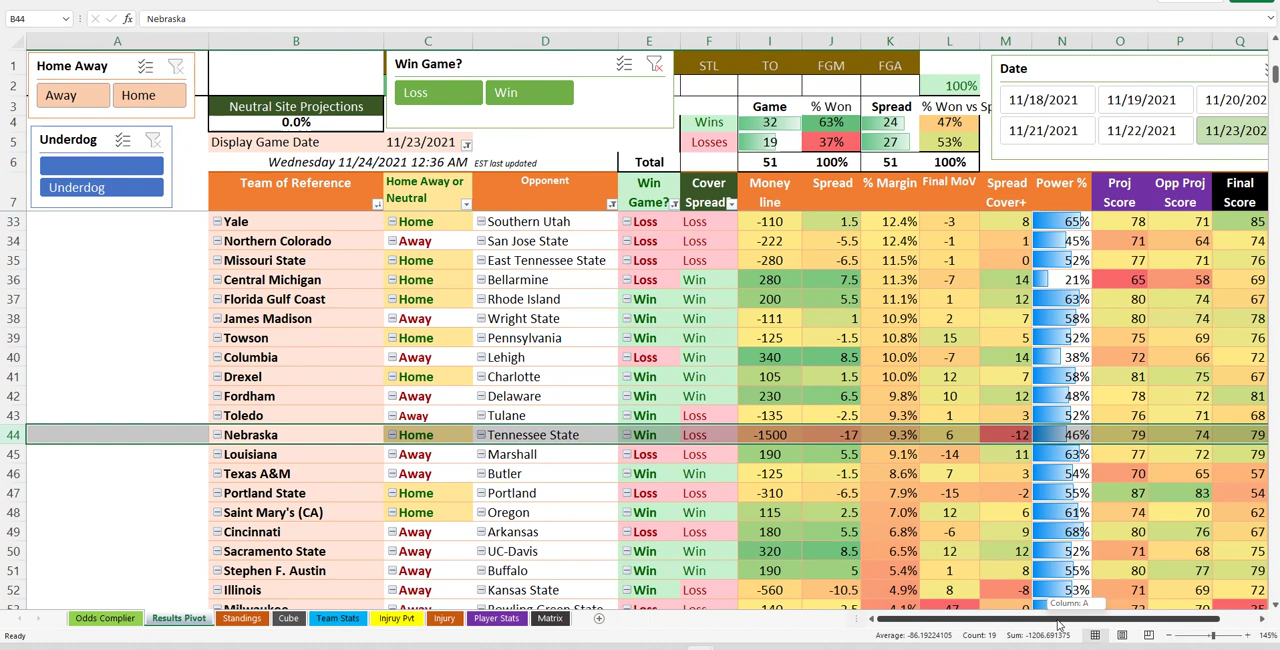 B44 fx Nebraska
A B C D E F I J K L M N O P Q
1 Home Away Win Game? STL TO FGM FGA Date
Away Home Loss Win
2 100% 11/18/2021 11/19/2021 11/20/202
3 Neutral Site Projections Game % Won Spread % Won vs Sp
4 0.0% Wins 32 63% 24 47% 11/21/2021 11/22/2021 11/23/202
Underdog
5 Display Game Date 11/23/2021 Losses 19 37% 27 53%
6 Wednesday 11/24/2021 12:36 AM EST last updated Total 51 100% 51 100%
Underdog
7 Team of Reference Home Away or Neutral Opponent Win Game? Cover Spread Money line Spread % Margin Final MoV Spread Cover+ Power % Proj Score Opp Proj Score Final Score
33 Yale Home Southern Utah Loss Loss -110 1.5 12.4% -3 8 65% 78 71 85
34 Northern Colorado Away San Jose State Loss Loss -222 -5.5 12.4% -1 1 45% 71 64 74
35 Missouri State Away East Tennessee State Loss Loss -280 -6.5 11.5% -1 0 52% 77 71 76
36 Central Michigan Home Bellarmine Loss Win 280 7.5 11.3% -7 14 21% 65 58 69
37 Florida Gulf Coast Home Rhode Island Win Win 200 5.5 11.1% 1 12 63% 80 74 67
38 James Madison Away Wright State Win Win -111 1 10.9% 2 7 58% 80 74 78
39 Towson Home Pennsylvania Win Win -125 -1.5 10.8% 15 5 52% 75 69 76
40 Columbia Away Lehigh Loss Win 340 8.5 10.0% -7 14 38% 72 66 72
41 Drexel Home Charlotte Win Win 105 1.5 10.0% 12 7 58% 81 75 67
42 Fordham Away Delaware Win Win 230 6.5 9.8% 10 12 48% 78 72 81
43 Toledo Away Tulane Win Loss -135 -2.5 9.3% 1 3 52% 76 71 68
44 Nebraska Home Tennessee State Win Loss -1500 -17 9.3% 6 -12 46% 79 74 79
45 Louisiana Away Marshall Loss Win 190 5.5 9.1% -14 11 63% 77 72 79
46 Texas A&M Away Butler Win Win -125 -1.5 8.6% 7 3 54% 70 65 57
47 Portland State Home Portland Loss Loss -310 -6.5 7.9% -15 -2 55% 87 83 54
48 Saint Mary's (CA) Home Oregon Win Win 115 2.5 7.0% 12 6 61% 74 70 62
49 Cincinnati Away Arkansas Loss Loss 180 5.5 6.8% -6 9 68% 80 76 67
50 Sacramento State Away UC-Davis Win Win 320 8.5 6.5% 12 12 52% 71 68 75
51 Stephen F. Austin Away Buffalo Win Win 190 5 5.4% 1 8 55% 80 77 79
52 Illinois Away Kansas State Win Loss -560 -10.5 4.9% 8 -8 53% 71 69 72
Milwaukee Away Bowling Green State
Column: A
Odds Complier Results Pivot Standings Cube Team Stats Injruy Pvt Injury Player Stats Matrix
Ready Average: -86.19224105 Count: 19 Sum: -1206.691375 145%